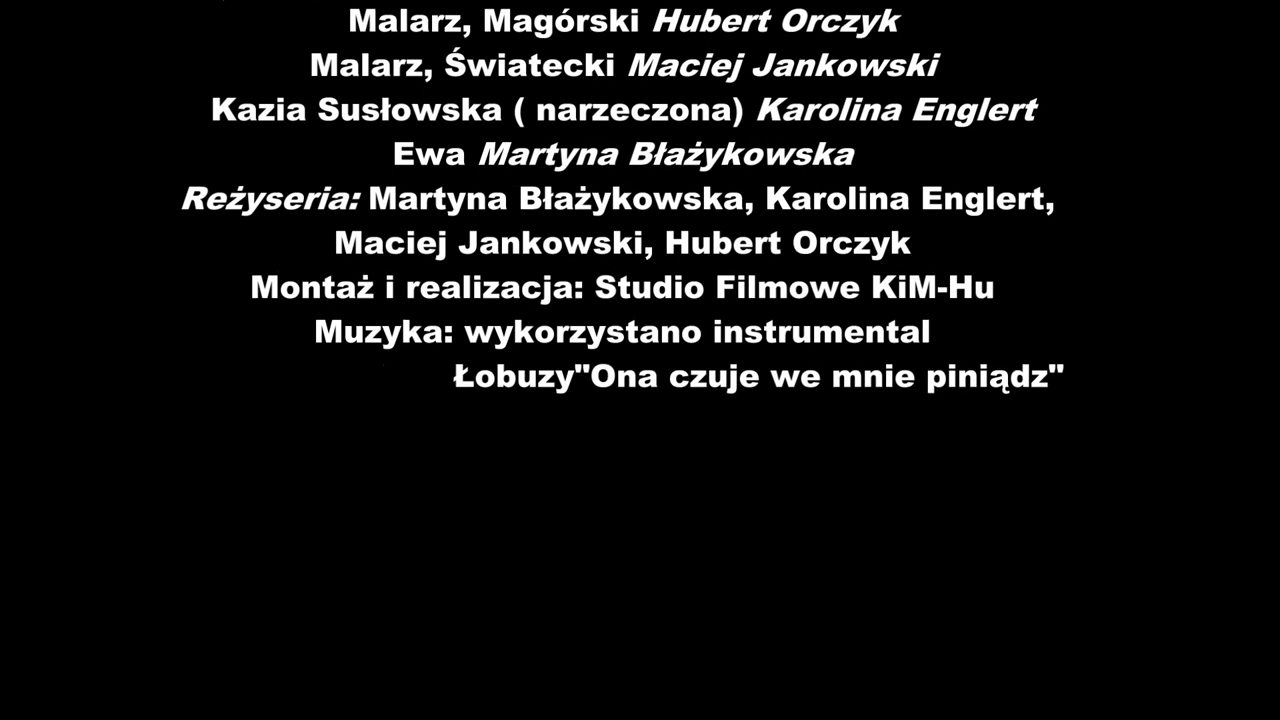 Malarz, Magórski Hubert Orczyk
Malarz, Światecki Maciej Jankowski
Kazia Susłowska ( narzeczona) Karolina Englert
Ewa Martyna Błażykowska
Reżyseria: Martyna Błażykowska, Karolina Englert,
Maciej Jankowski, Hubert Orczyk
Montaż i realizacja: Studio Filmowe KiM-Hu
Muzyka: wykorzystano instrumental
Łobuzy"Ona czuje we mnie piniądz"